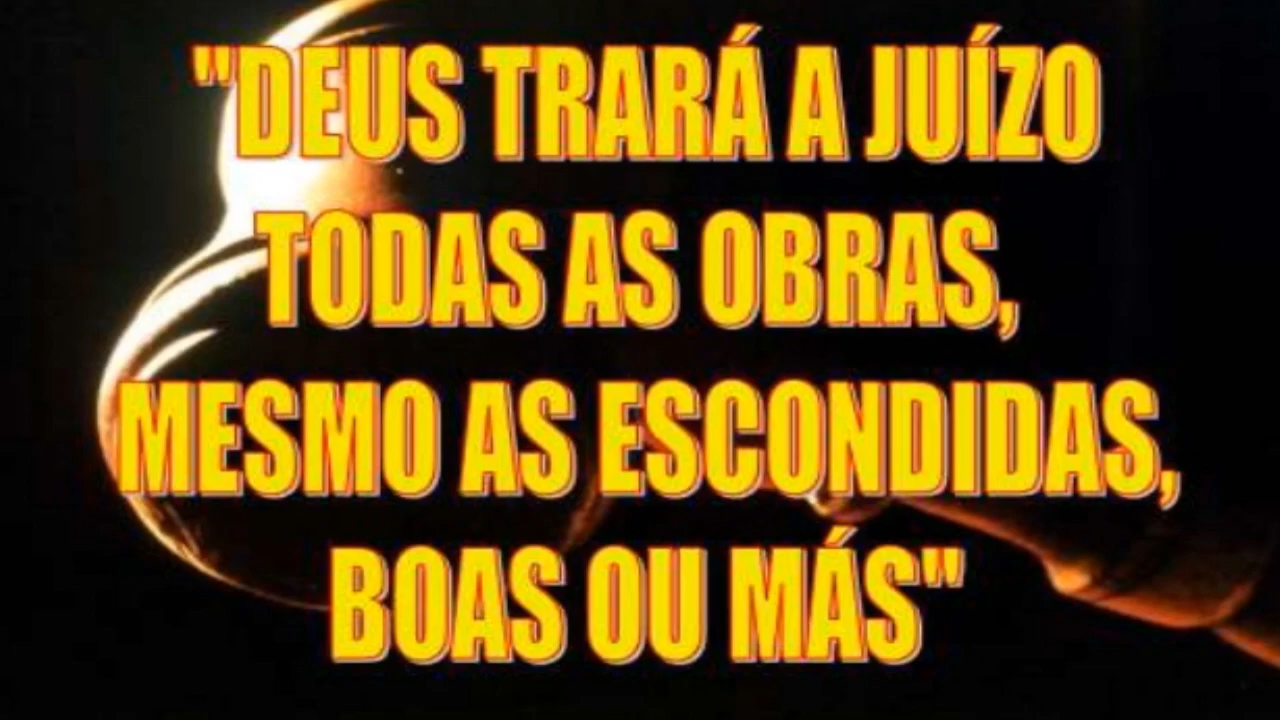 "DEUS TRARÁ A JUÍZO
TODAS AS OBRAS,
MESMO AS ESCONDIDAS,
BOAS OU MÁS"